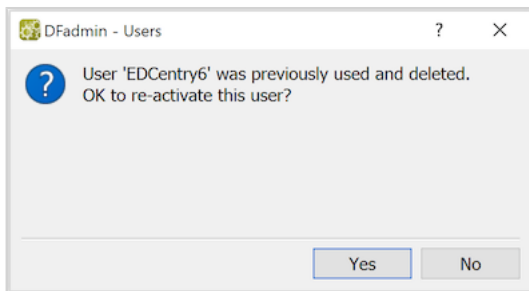 DFadmin - Users
?
User 'EDCentry6' was previously used and deleted.
OK to re-activate this user?
Yes
No